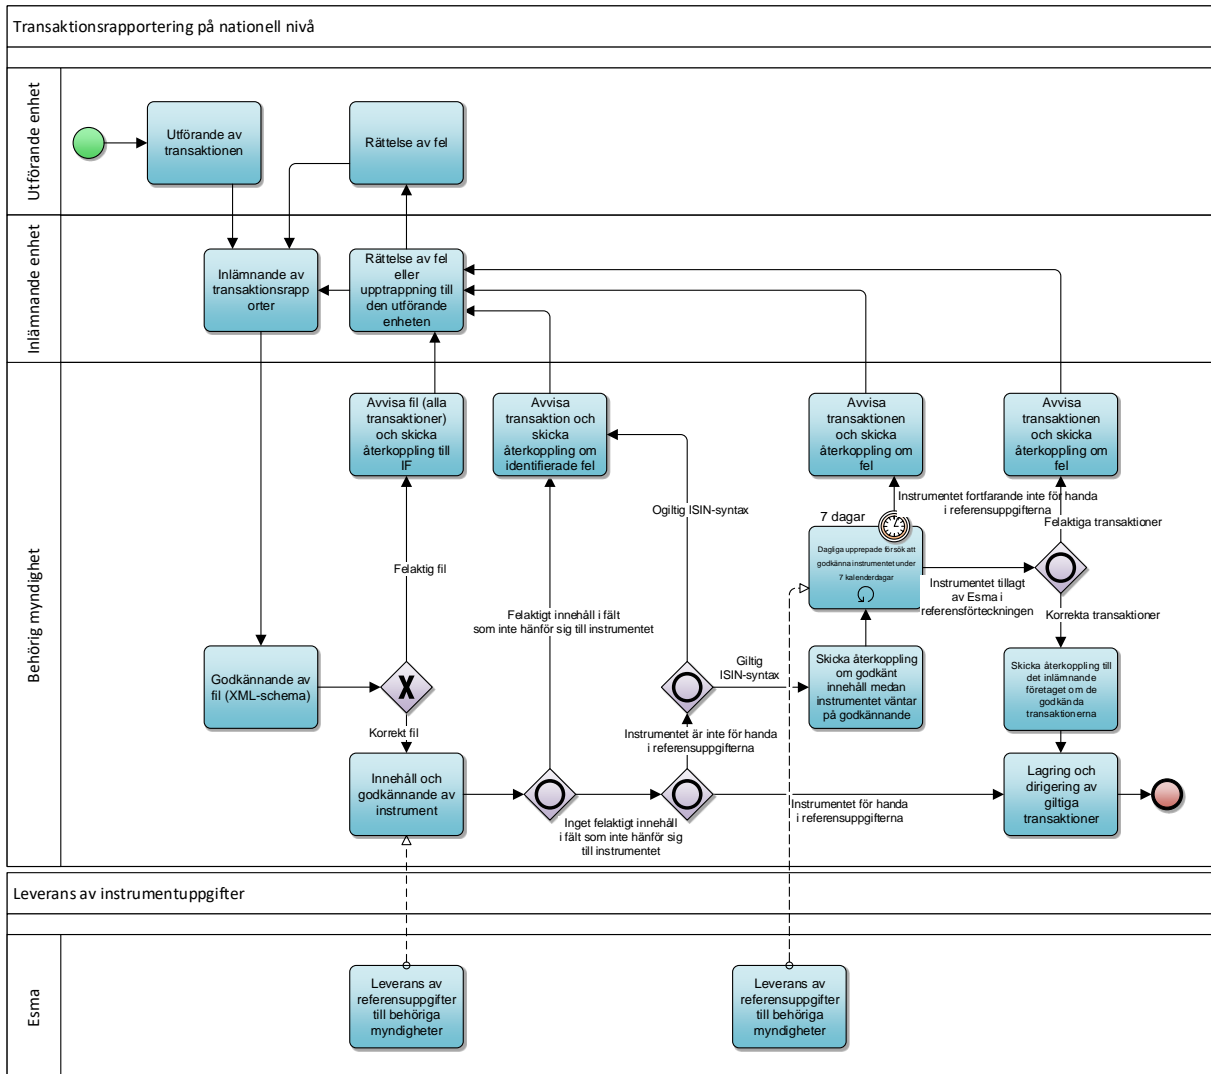 Transaktionsrapportering på nationell nivå
Utförande enhet
Utförande av
transaktionen
Rättelse av fel
Inlämnande enhet
Inlämnande av
transaktionsrapp
orter
Rättelse av fel
eller
upptrappning till
den utförande
enheten
Behörig myndighet
Avvisa fil (alla
transaktioner)
och skicka
återkoppling till
IF
Avvisa
transaktion och
skicka
återkoppling om
identifierade fel
Avvisa
transaktionen
och skicka
återkoppling om
fel
Avvisa
transaktionen
och skicka
återkoppling om
fel
Instrumentet fortfarande inte för handa
i referensuppgifterna
Ogiltig ISIN-syntax
7 dagar
Felaktiga transaktioner
Dagliga upprepade försök att
godkänna instrumentet under
7 kalenderdagar
Felaktig fil
Instrumentet tillagt
av Esma i
referensförteckningen
Felaktigt innehåll i fält
som inte hänför sig till instrumentet
Korrekta transaktioner
Godkännande av
fil (XML-schema)
Giltig
ISIN-syntax
Skicka återkoppling
om godkänt
innehåll medan
instrumentet väntar
på godkännande
Skicka återkoppling till
det inlämnande
företaget om de
godkända
transaktionerna
Korrekt fil
Instrumentet är inte för handa
i referensuppgifterna
Innehåll och
godkännande av
instrument
Inget felaktigt innehåll
i fält som inte hänför sig
till instrumentet
Instrumentet för handa
i referensuppgifterna
Lagring och
dirigering av
giltiga
transaktioner
Leverans av instrumentuppgifter
Esma
Leverans av
referensuppgifter
till behöriga
myndigheter
Leverans av
referensuppgifter
till behöriga
myndigheter